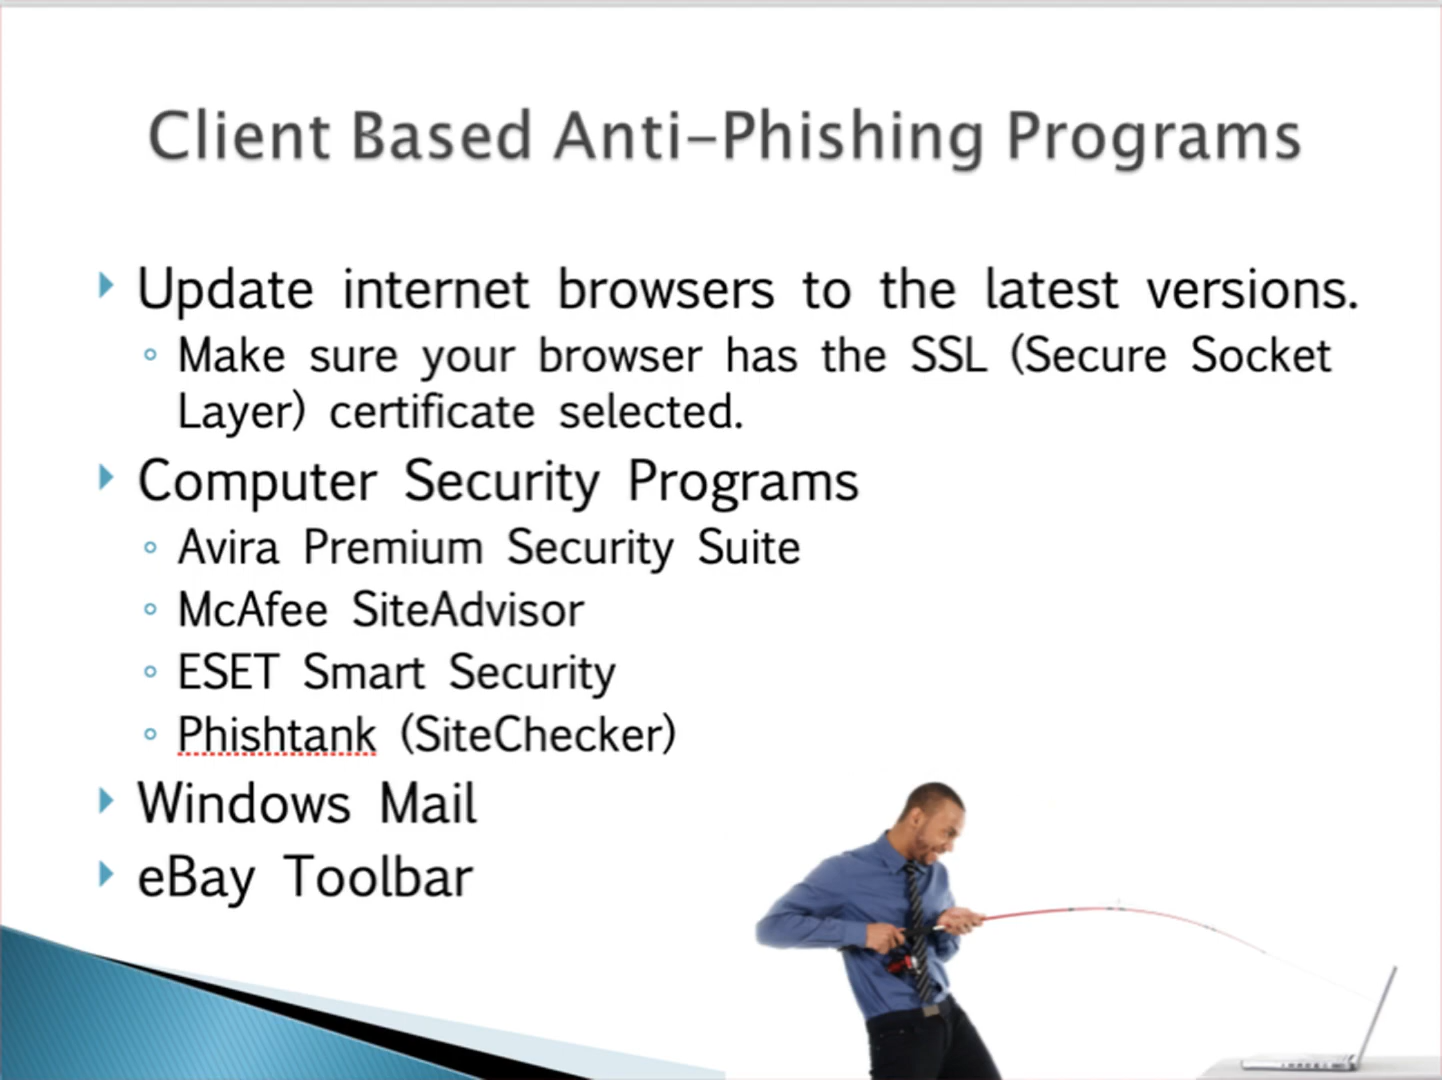 Client Based Anti-Phishing Programs
Update internet browsers to the latest versions.
Make sure your browser has the SSL (Secure Socket
Layer) certificate selected.
Computer Security Programs
Avira Premium Security Suite
McAfee SiteAdvisor
ESET Smart Security
Phishtank (SiteChecker)
Windows Mail
eBay Toolbar